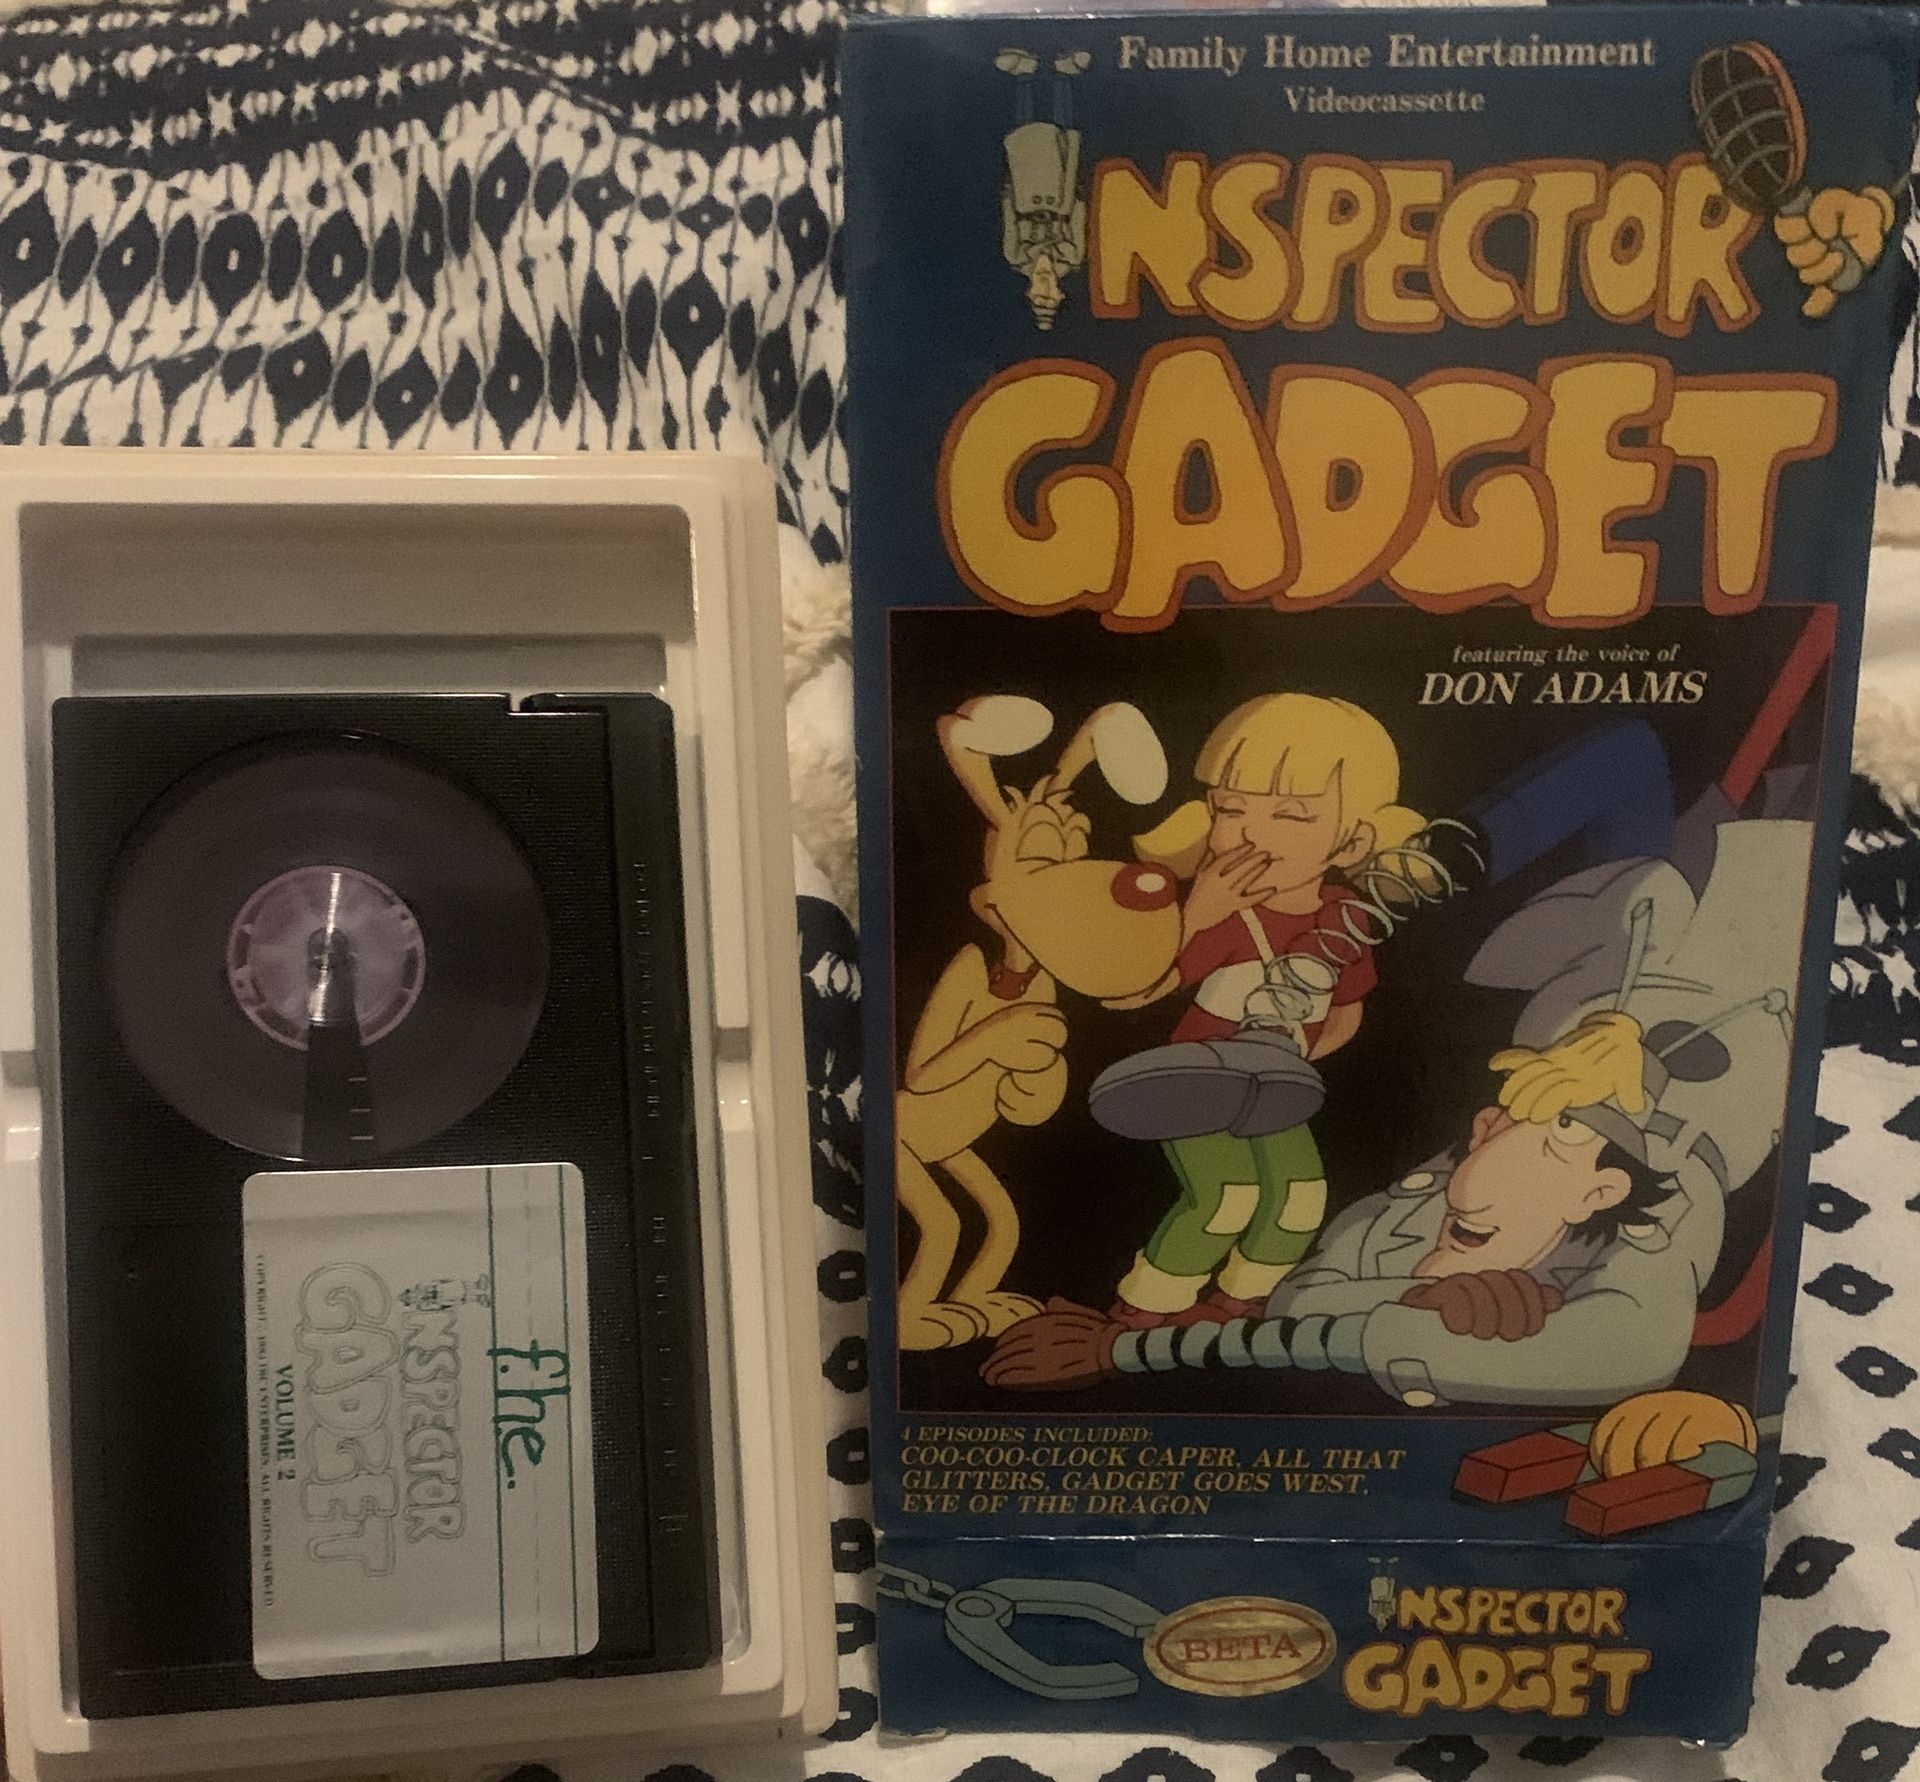 Family Home Entertainment
Videocassette
INSPECTOR
GADGET
featuring the voice of
DON ADAMS
4 EPISODES INCLUDED:
COO-COO-CLOCK CAPER, ALL THAT
GLITTERS, GADGET GOES WEST,
EYE OF THE DRAGON
BETA
INSPECTOR
GADGET
f.h.e.
INSPECTOR
GADGET
VOLUME 2